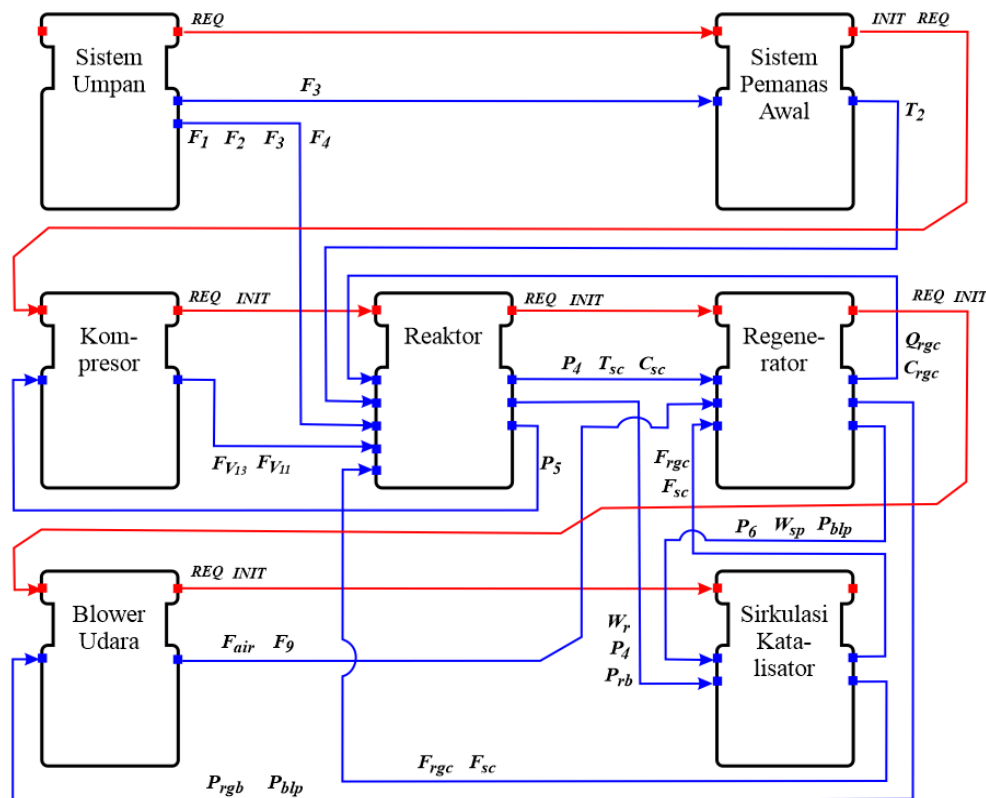 REQ
INIT REQ
Sistem
Umpan
Sistem
Pemanas
Awal
F3
T2
F1 F2 F3 F4
REQ INIT
REQ INIT
REQ INIT
Kom-
presor
Reaktor
Regene-
rator
Qrgc
Crgc
P4 Tsc Csc
FV13 FV11
P5
Frgc
Fsc
P6 Wsp Pblp
REQ INIT
Blower
Udara
Sirkulasi
Kata-
lisator
Fair F9
Wr
P4
Prb
Frgc Fsc
Prgb Pblp